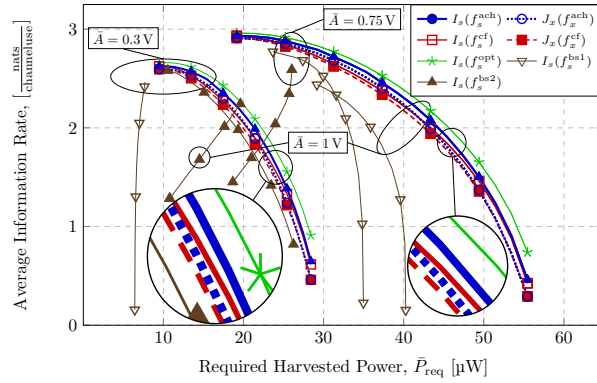 Average Information Rate, [nats/channeluse]
3
2
1
0
Ā = 0.3 V
Ā = 0.75 V
Ā = 1 V
I_s(f_s^ach)
J_x(f_x^ach)
I_s(f_s^cf)
J_x(f_x^cf)
I_s(f_s^opt)
I_s(f_s^bs1)
I_s(f_s^bs2)
0 10 20 30 40 50 60
Required Harvested Power, P̄_req [µW]